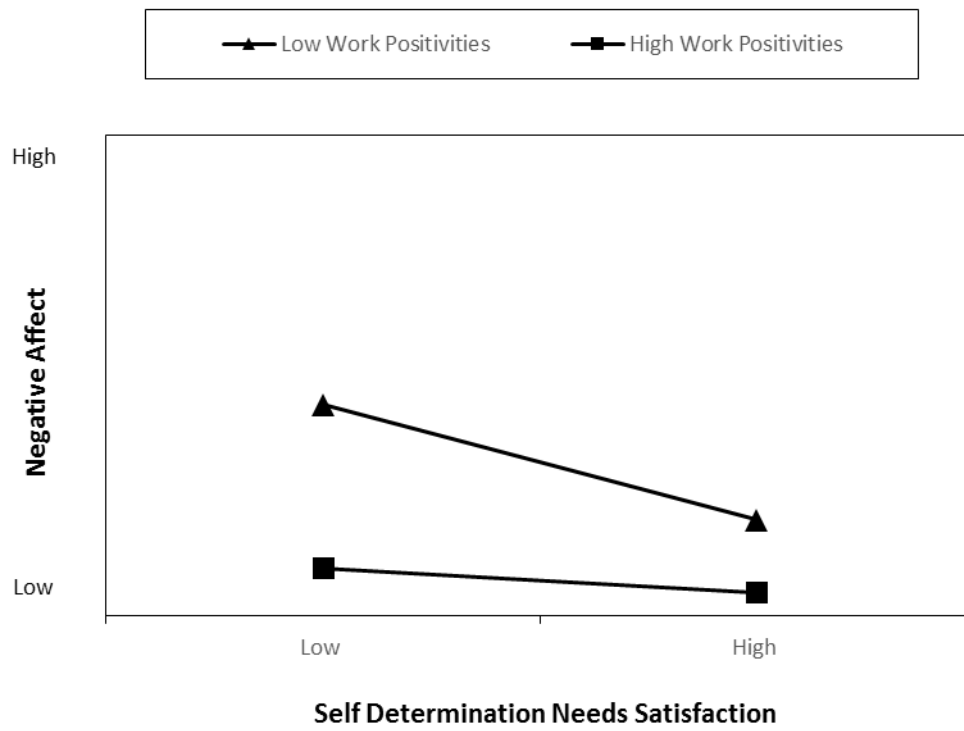 Low Work Positivities
High Work Positivities
High
Negative Affect
Low
Low
High
Self Determination Needs Satisfaction